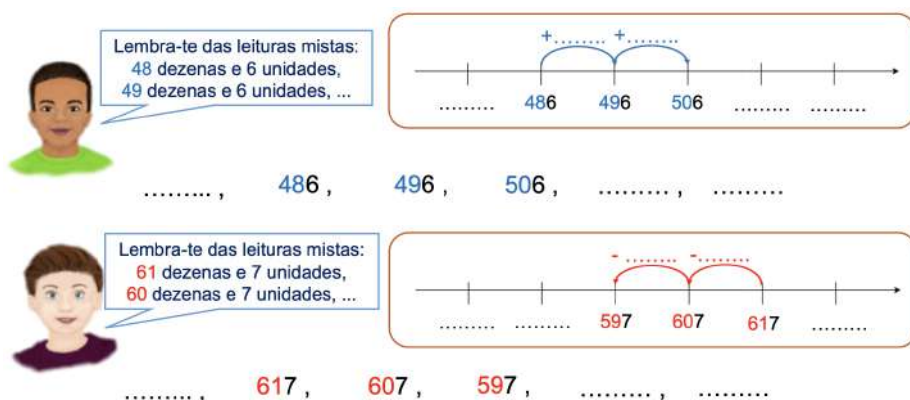 Lembra-te das leituras mistas:
48 dezenas e 6 unidades,
49 dezenas e 6 unidades, ...
+........ +........
......... 486 496 506 ......... .........
......... , 486 , 496 , 506 , ......... , .........
Lembra-te das leituras mistas:
61 dezenas e 7 unidades,
60 dezenas e 7 unidades, ...
- ........ -........
......... ......... 597 607 617 .........
......... , 617 , 607 , 597 , ......... , .........